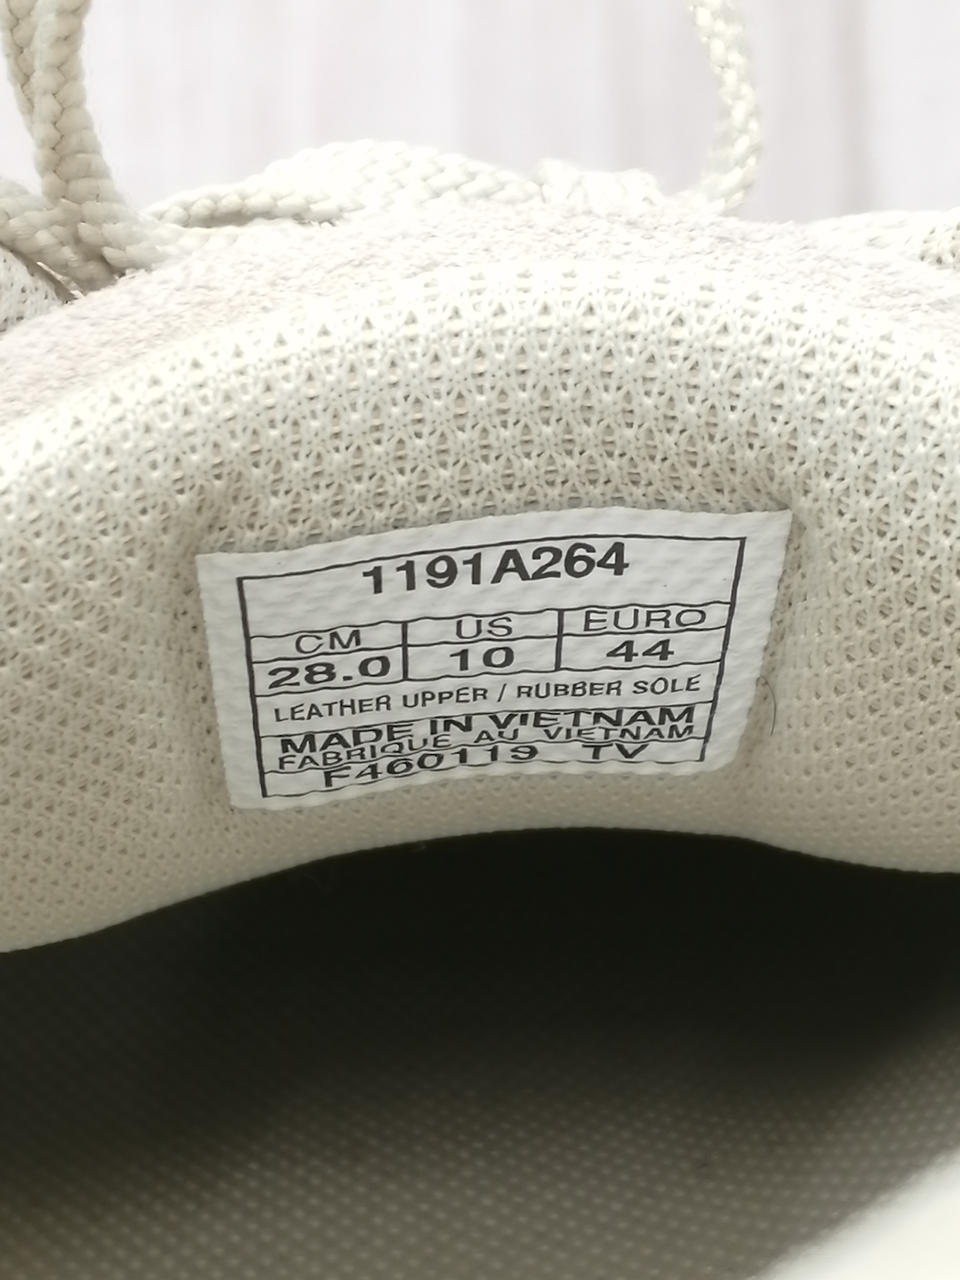 1191A264
CM US EURO
28.0 10 44
LEATHER UPPER / RUBBER SOLE
MADE IN VIETNAM
FABRIQUE AU VIETNAM
F460119 TV